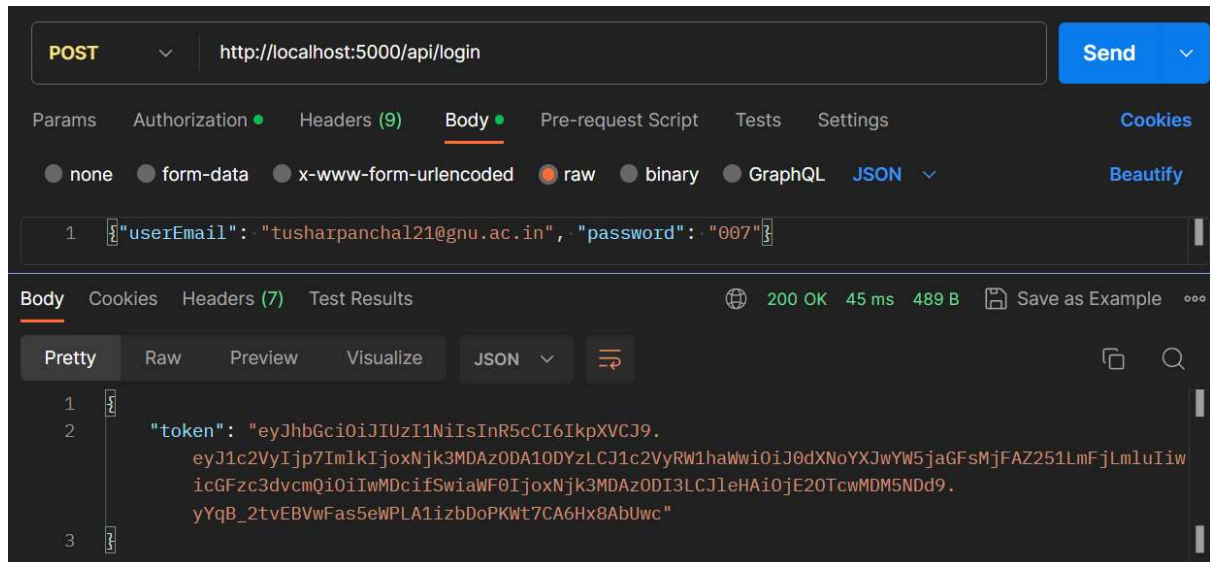 POST http://localhost:5000/api/login Send
Params Authorization Headers (9) Body Pre-request Script Tests Settings Cookies
none form-data x-www-form-urlencoded raw binary GraphQL JSON Beautify
1 {"userEmail": "tusharpanchal21@gnu.ac.in", "password": "007"}
Body Cookies Headers (7) Test Results 200 OK 45 ms 489 B Save as Example
Pretty Raw Preview Visualize JSON
1 {
2 "token": "eyJhbGciOiJIUzI1NiIsInR5cCI6IkpXVCJ9.
eyJ1c2VyIjp7ImlkIjoxNjk3MDAzODA1ODYzLCJ1c2VyRW1haWwiOiJ0dXNoYXJwYW5jaGFsMjFAZ251LmFjLmluIiw
icGFzc3dvcmQiOiIwMDcifSwiaWF0IjoxNjk3MDAzODI3LCJleHAiOjE2OTcwMDM5NDd9.
yYqB_2tvEBVwFas5eWPLA1izbDoPKWt7CA6Hx8AbUwc"
3 }